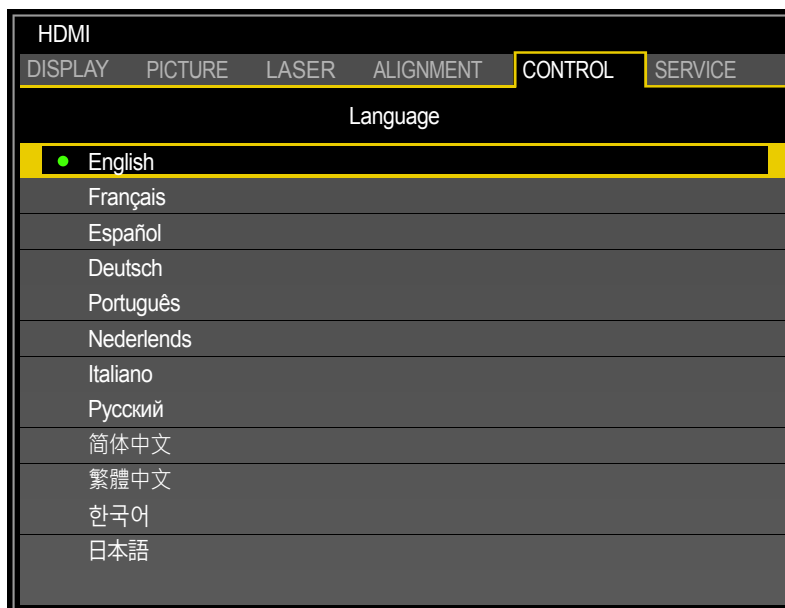 HDMI
DISPLAY PICTURE LASER ALIGNMENT CONTROL SERVICE
Language
English
Français
Español
Deutsch
Português
Nederlends
Italiano
Русский
简体中文
繁體中文
한국어
日本語